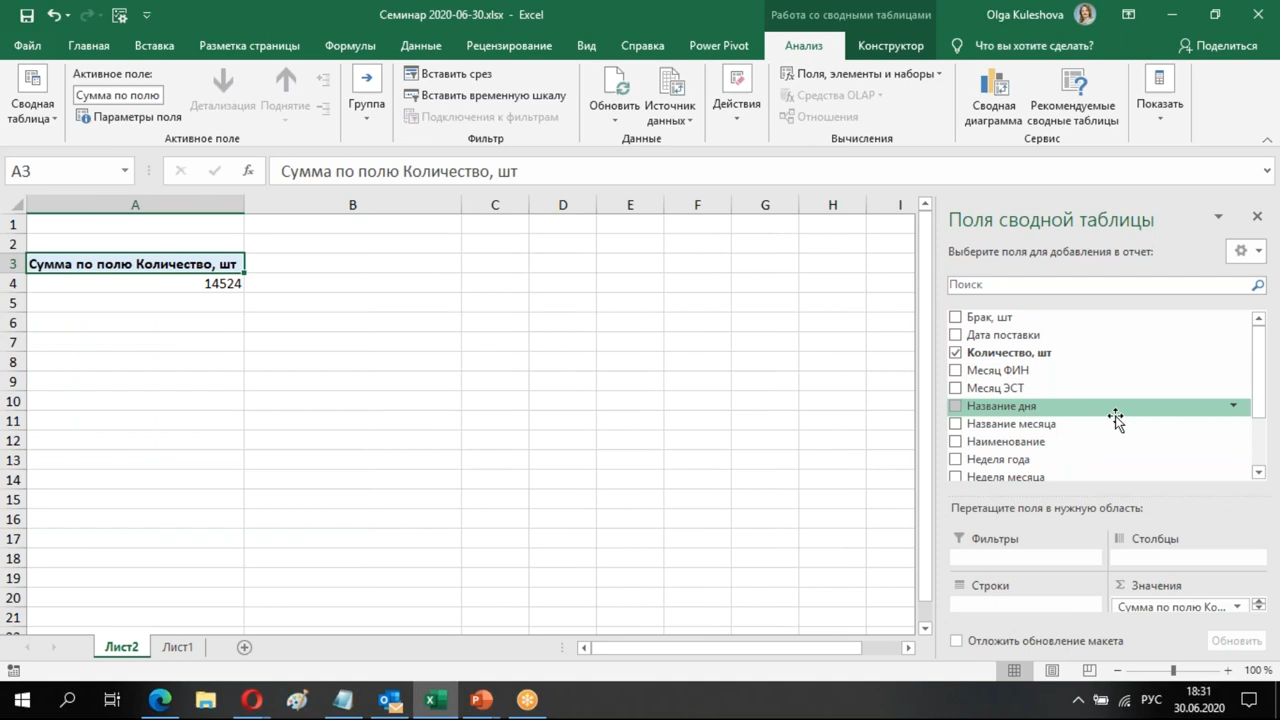 Семинар 2020-06-30.xlsx - Excel
Работа со сводными таблицами
Olga Kuleshova
Файл Главная Вставка Разметка страницы Формулы Данные Рецензирование Вид Справка Power Pivot Анализ Конструктор Что вы хотите сделать? Поделиться
Сводная таблица
Активное поле:
Сумма по полю
Параметры поля
Детализация
Поднятие
Активное поле
Группа
Вставить срез
Вставить временную шкалу
Подключения к фильтрам
Фильтр
Обновить
Источник данных
Данные
Действия
Поля, элементы и наборы
Средства OLAP
Отношения
Вычисления
Сводная диаграмма
Рекомендуемые сводные таблицы
Сервис
Показать
A3
fx
Сумма по полю Количество, шт
A B C D E F G H I
1
2
3 Сумма по полю Количество, шт
4 14524
5
6
7
8
9
10
11
12
13
14
15
16
17
18
19
20
21
Поля сводной таблицы
Выберите поля для добавления в отчет:
Поиск
Брак, шт
Дата поставки
Количество, шт
Месяц ФИН
Месяц ЭСТ
Название дня
Название месяца
Наименование
Неделя года
Неделя месяца
Перетащите поля в нужную область:
Фильтры
Столбцы
Строки
Σ Значения
Сумма по полю Ко...
Отложить обновление макета
Обновить
Лист2 Лист1
100 %
РУС
18:31
30.06.2020